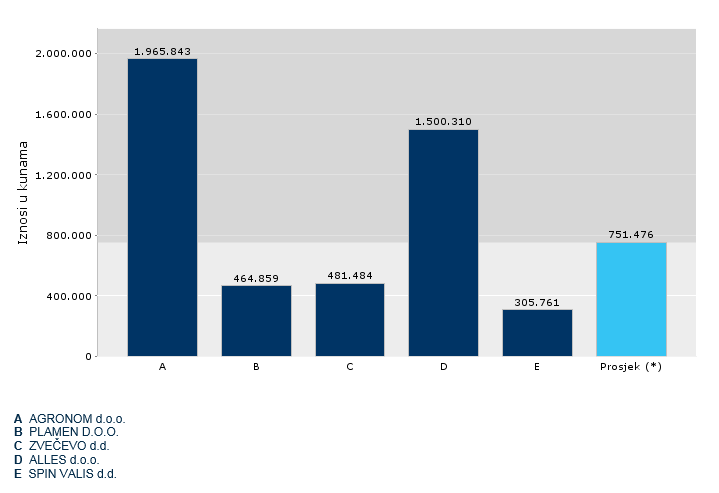 Iznosi u kunama
2.000.000
1.600.000
1.200.000
800.000
400.000
0
1.965.843
464.859
481.484
1.500.310
305.761
751.476
A B C D E Prosjek (*)
A AGRONOM d.o.o.
B PLAMEN D.O.O.
C ZVEČEVO d.d.
D ALLES d.o.o.
E SPIN VALIS d.d.